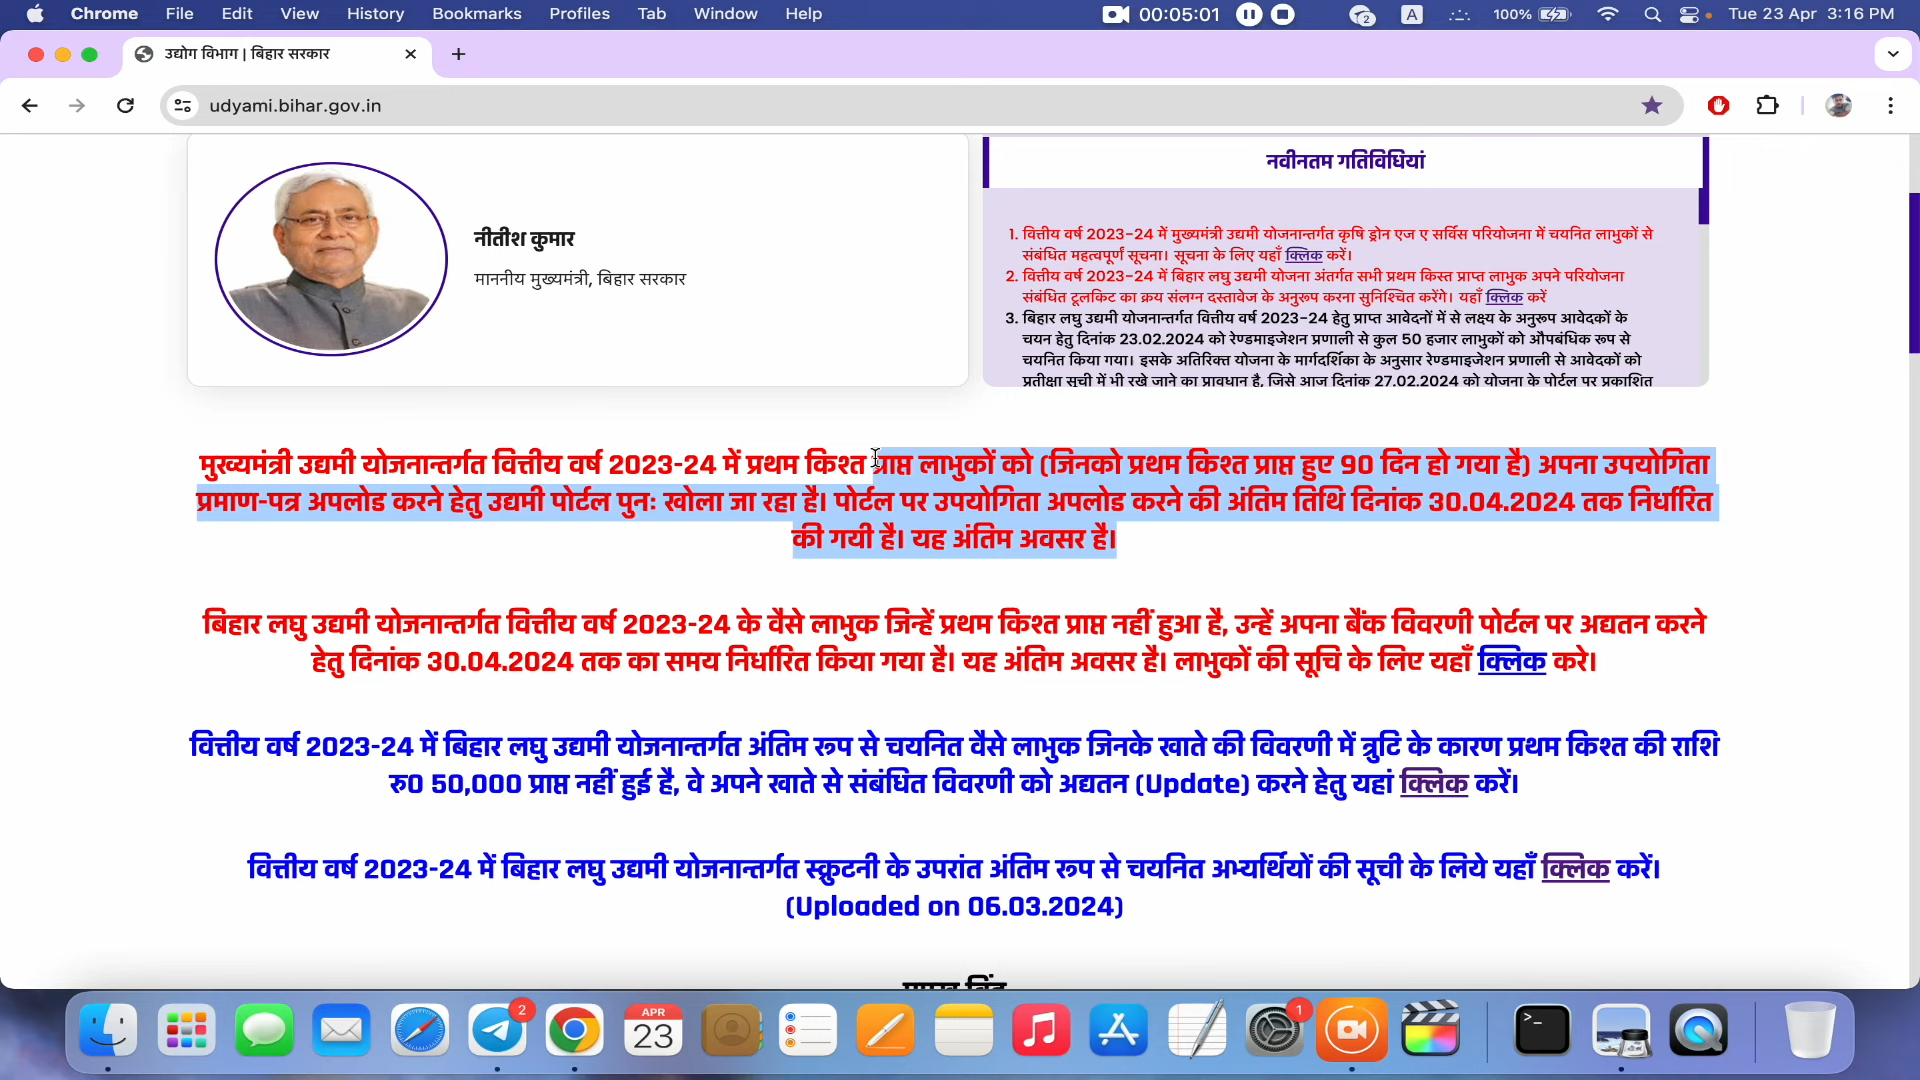 Chrome File Edit View History Bookmarks Profiles Tab Window Help 00:05:01 2 A 100% Tue 23 Apr 3:16 PM
उद्योग विभाग | बिहार सरकार
udyami.bihar.gov.in
नीतीश कुमार
माननीय मुख्यमंत्री, बिहार सरकार
नवीनतम गतिविधियां
1. वित्तीय वर्ष 2023-24 में मुख्यमंत्री उद्यमी योजनान्तर्गत कृषि ड्रोन एज ए सर्विस परियोजना में चयनित लाभुकों से
संबंधित महत्वपूर्ण सूचना। सूचना के लिए यहाँ क्लिक करें।
2. वित्तीय वर्ष 2023-24 में बिहार लघु उद्यमी योजना अंतर्गत सभी प्रथम किस्त प्राप्त लाभुक अपने परियोजना
संबंधित टूलकिट का क्रय संलग्न दस्तावेज के अनुरूप करना सुनिश्चित करेंगे। यहाँ क्लिक करें
3. बिहार लघु उद्यमी योजनान्तर्गत वित्तीय वर्ष 2023-24 हेतु प्राप्त आवेदनों में से लक्ष्य के अनुरूप आवेदकों के
चयन हेतु दिनांक 23.02.2024 को रेण्डमाइजेशन प्रणाली से कुल 50 हजार लाभुकों को औपबंधिक रूप से
चयनित किया गया। इसके अतिरिक्त योजना के मार्गदर्शिका के अनुसार रेण्डमाइजेशन प्रणाली से आवेदकों को
प्रतीक्षा सूची में भी रखे जाने का प्रावधान है, जिसे आज दिनांक 27.02.2024 को योजना के पोर्टल पर प्रकाशित
मुख्यमंत्री उद्यमी योजनान्तर्गत वित्तीय वर्ष 2023-24 में प्रथम किश्त प्राप्त लाभुकों को (जिनको प्रथम किश्त प्राप्त हुए 90 दिन हो गया है) अपना उपयोगिता
प्रमाण-पत्र अपलोड करने हेतु उद्यमी पोर्टल पुनः खोला जा रहा है। पोर्टल पर उपयोगिता अपलोड करने की अंतिम तिथि दिनांक 30.04.2024 तक निर्धारित
की गयी है। यह अंतिम अवसर है।
बिहार लघु उद्यमी योजनान्तर्गत वित्तीय वर्ष 2023-24 के वैसे लाभुक जिन्हें प्रथम किश्त प्राप्त नहीं हुआ है, उन्हें अपना बैंक विवरणी पोर्टल पर अद्यतन करने
हेतु दिनांक 30.04.2024 तक का समय निर्धारित किया गया है। यह अंतिम अवसर है। लाभुकों की सूचि के लिए यहाँ क्लिक करे।
वित्तीय वर्ष 2023-24 में बिहार लघु उद्यमी योजनान्तर्गत अंतिम रूप से चयनित वैसे लाभुक जिनके खाते की विवरणी में त्रुटि के कारण प्रथम किश्त की राशि
रु0 50,000 प्राप्त नहीं हुई है, वे अपने खाते से संबंधित विवरणी को अद्यतन (Update) करने हेतु यहां क्लिक करें।
वित्तीय वर्ष 2023-24 में बिहार लघु उद्यमी योजनान्तर्गत स्क्रुटनी के उपरांत अंतिम रूप से चयनित अभ्यर्थियों की सूची के लिये यहाँ क्लिक करें।
(Uploaded on 06.03.2024)
2
APR
23
1